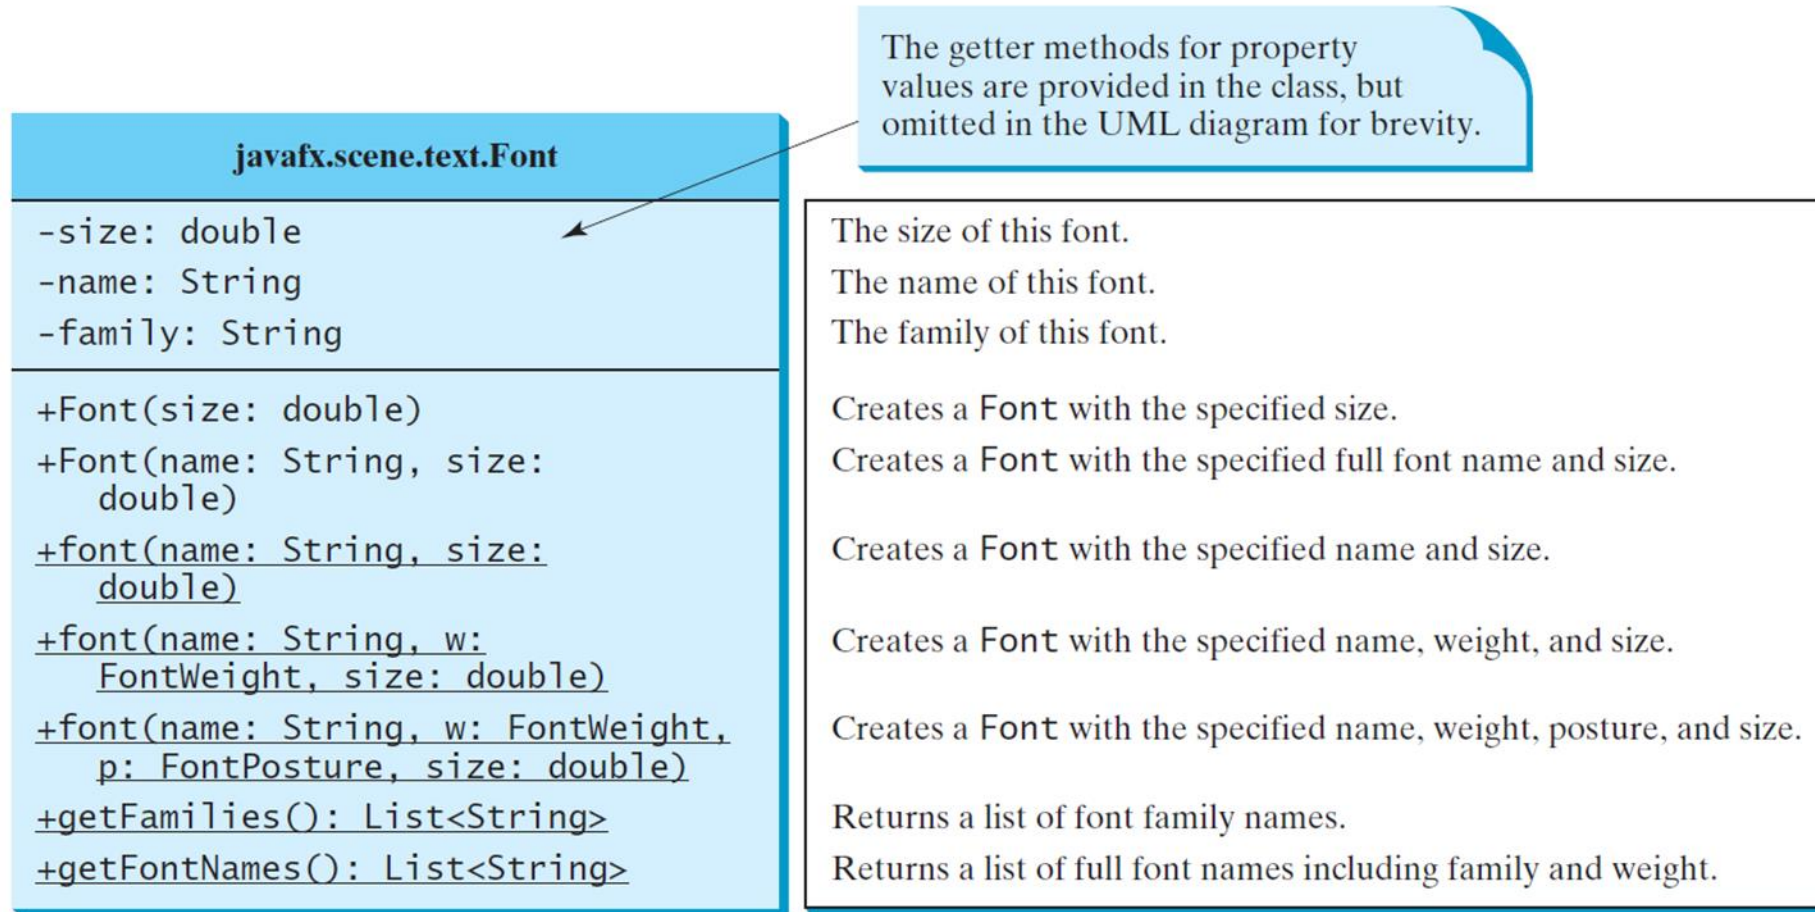 The getter methods for property
values are provided in the class, but
omitted in the UML diagram for brevity.
javafx.scene.text.Font
-size: double
The size of this font.
-name: String
The name of this font.
-family: String
The family of this font.
+Font(size: double)
Creates a Font with the specified size.
+Font(name: String, size:
double)
Creates a Font with the specified full font name and size.
+font(name: String, size:
double)
Creates a Font with the specified name and size.
+font(name: String, w:
FontWeight, size: double)
Creates a Font with the specified name, weight, and size.
+font(name: String, w: FontWeight,
p: FontPosture, size: double)
Creates a Font with the specified name, weight, posture, and size.
+getFamilies(): List<String>
Returns a list of font family names.
+getFontNames(): List<String>
Returns a list of full font names including family and weight.